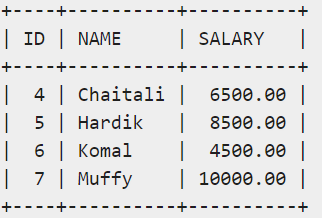 +----+----------+----------+
| ID | NAME     | SALARY   |
+----+----------+----------+
|  4 | Chaitali |  6500.00 |
|  5 | Hardik   |  8500.00 |
|  6 | Komal    |  4500.00 |
|  7 | Muffy    | 10000.00 |
+----+----------+----------+